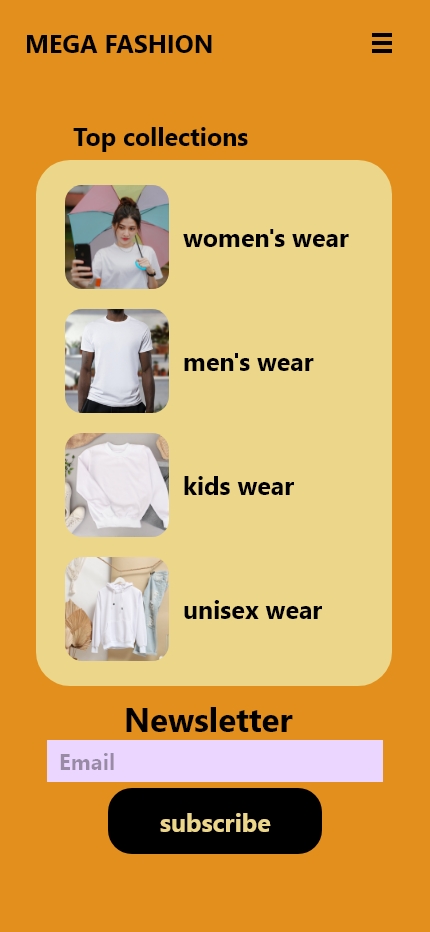 MEGA FASHION
Top collections
women's wear
men's wear
kids wear
unisex wear
Newsletter
Email
subscribe